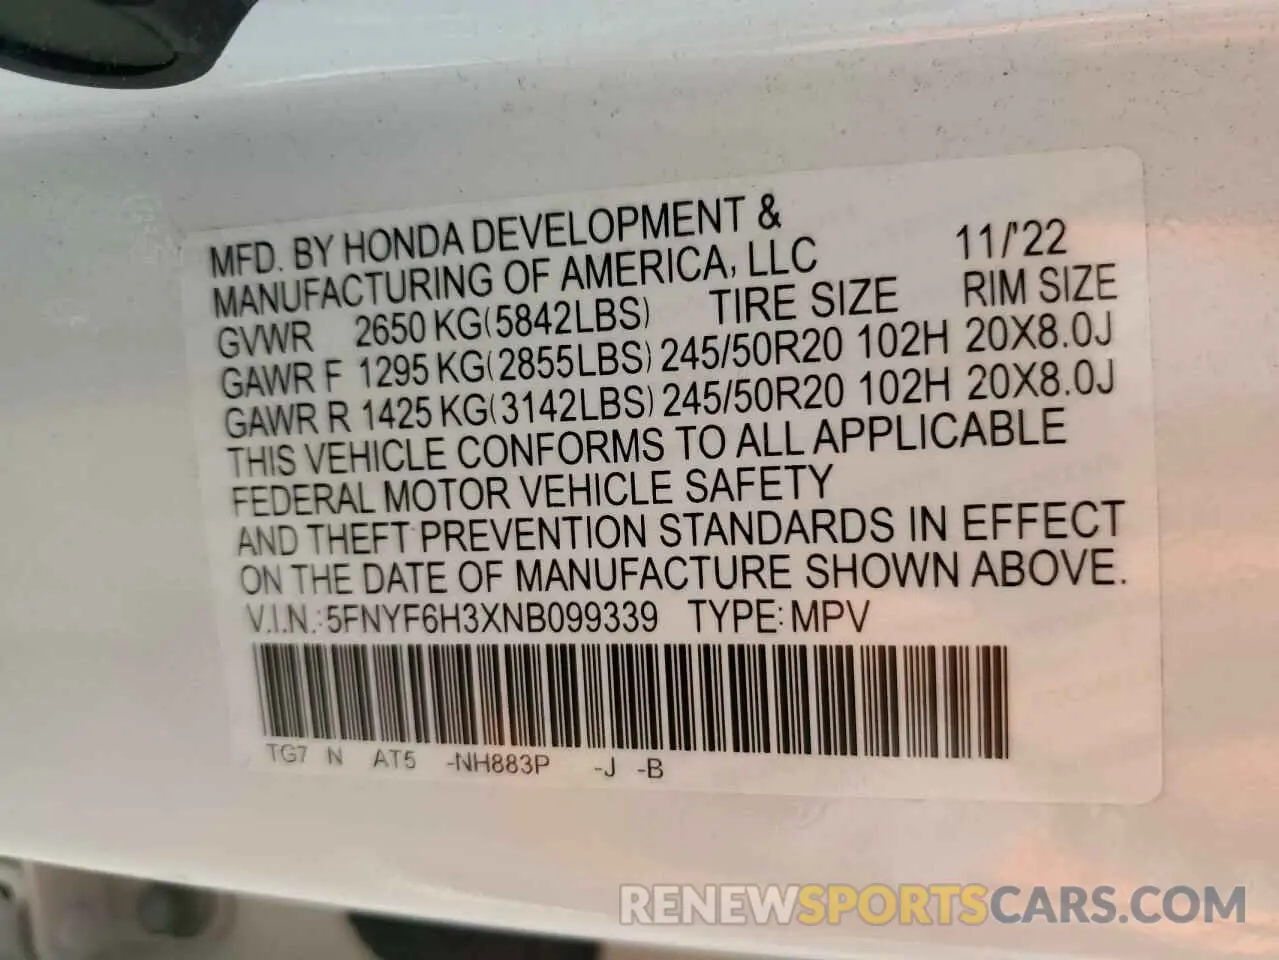 MFD. BY HONDA DEVELOPMENT &
MANUFACTURING OF AMERICA, LLC 11/'22
GVWR 2650 KG(5842LBS) TIRE SIZE RIM SIZE
GAWR F 1295 KG(2855LBS) 245/50R20 102H 20X8.0J
GAWR R 1425 KG(3142LBS) 245/50R20 102H 20X8.0J
THIS VEHICLE CONFORMS TO ALL APPLICABLE
FEDERAL MOTOR VEHICLE SAFETY
AND THEFT PREVENTION STANDARDS IN EFFECT
ON THE DATE OF MANUFACTURE SHOWN ABOVE.
V.I.N.:5FNYF6H3XNB099339 TYPE:MPV
TG7 N AT5 -NH883P -J -B
RENEWSPORTSCARS.COM